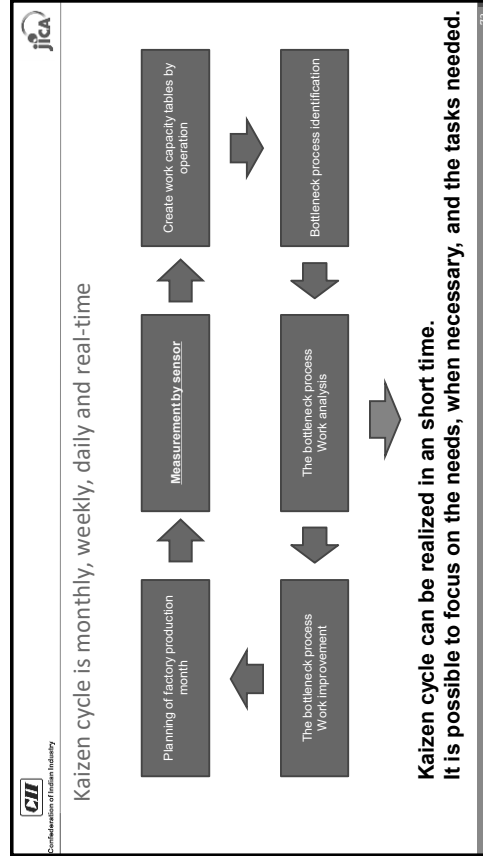 CII
Confederation of Indian Industry
jica
Kaizen cycle is monthly, weekly, daily and real-time
Planning of factory production
month
Measurement by sensor
Create work capacity tables by
operation
Bottleneck process identification
The bottleneck process
Work analysis
The bottleneck process
Work improvement
Kaizen cycle can be realized in an short time.
It is possible to focus on the needs, when necessary, and the tasks needed.